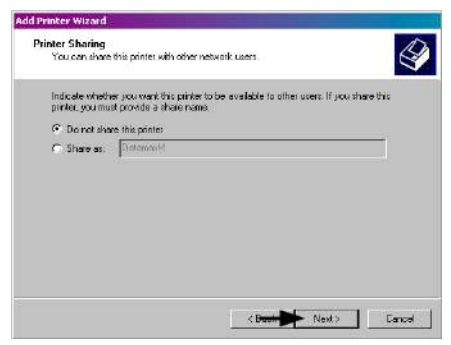 Add Printer Wizard
Printer Sharing
You can share this printer with other network users.
Indicate whether you want this printer to be available to other users. If you share this
printer, you must provide a share name.
Do not share this printer
Share as:
< Back
Next >
Cancel